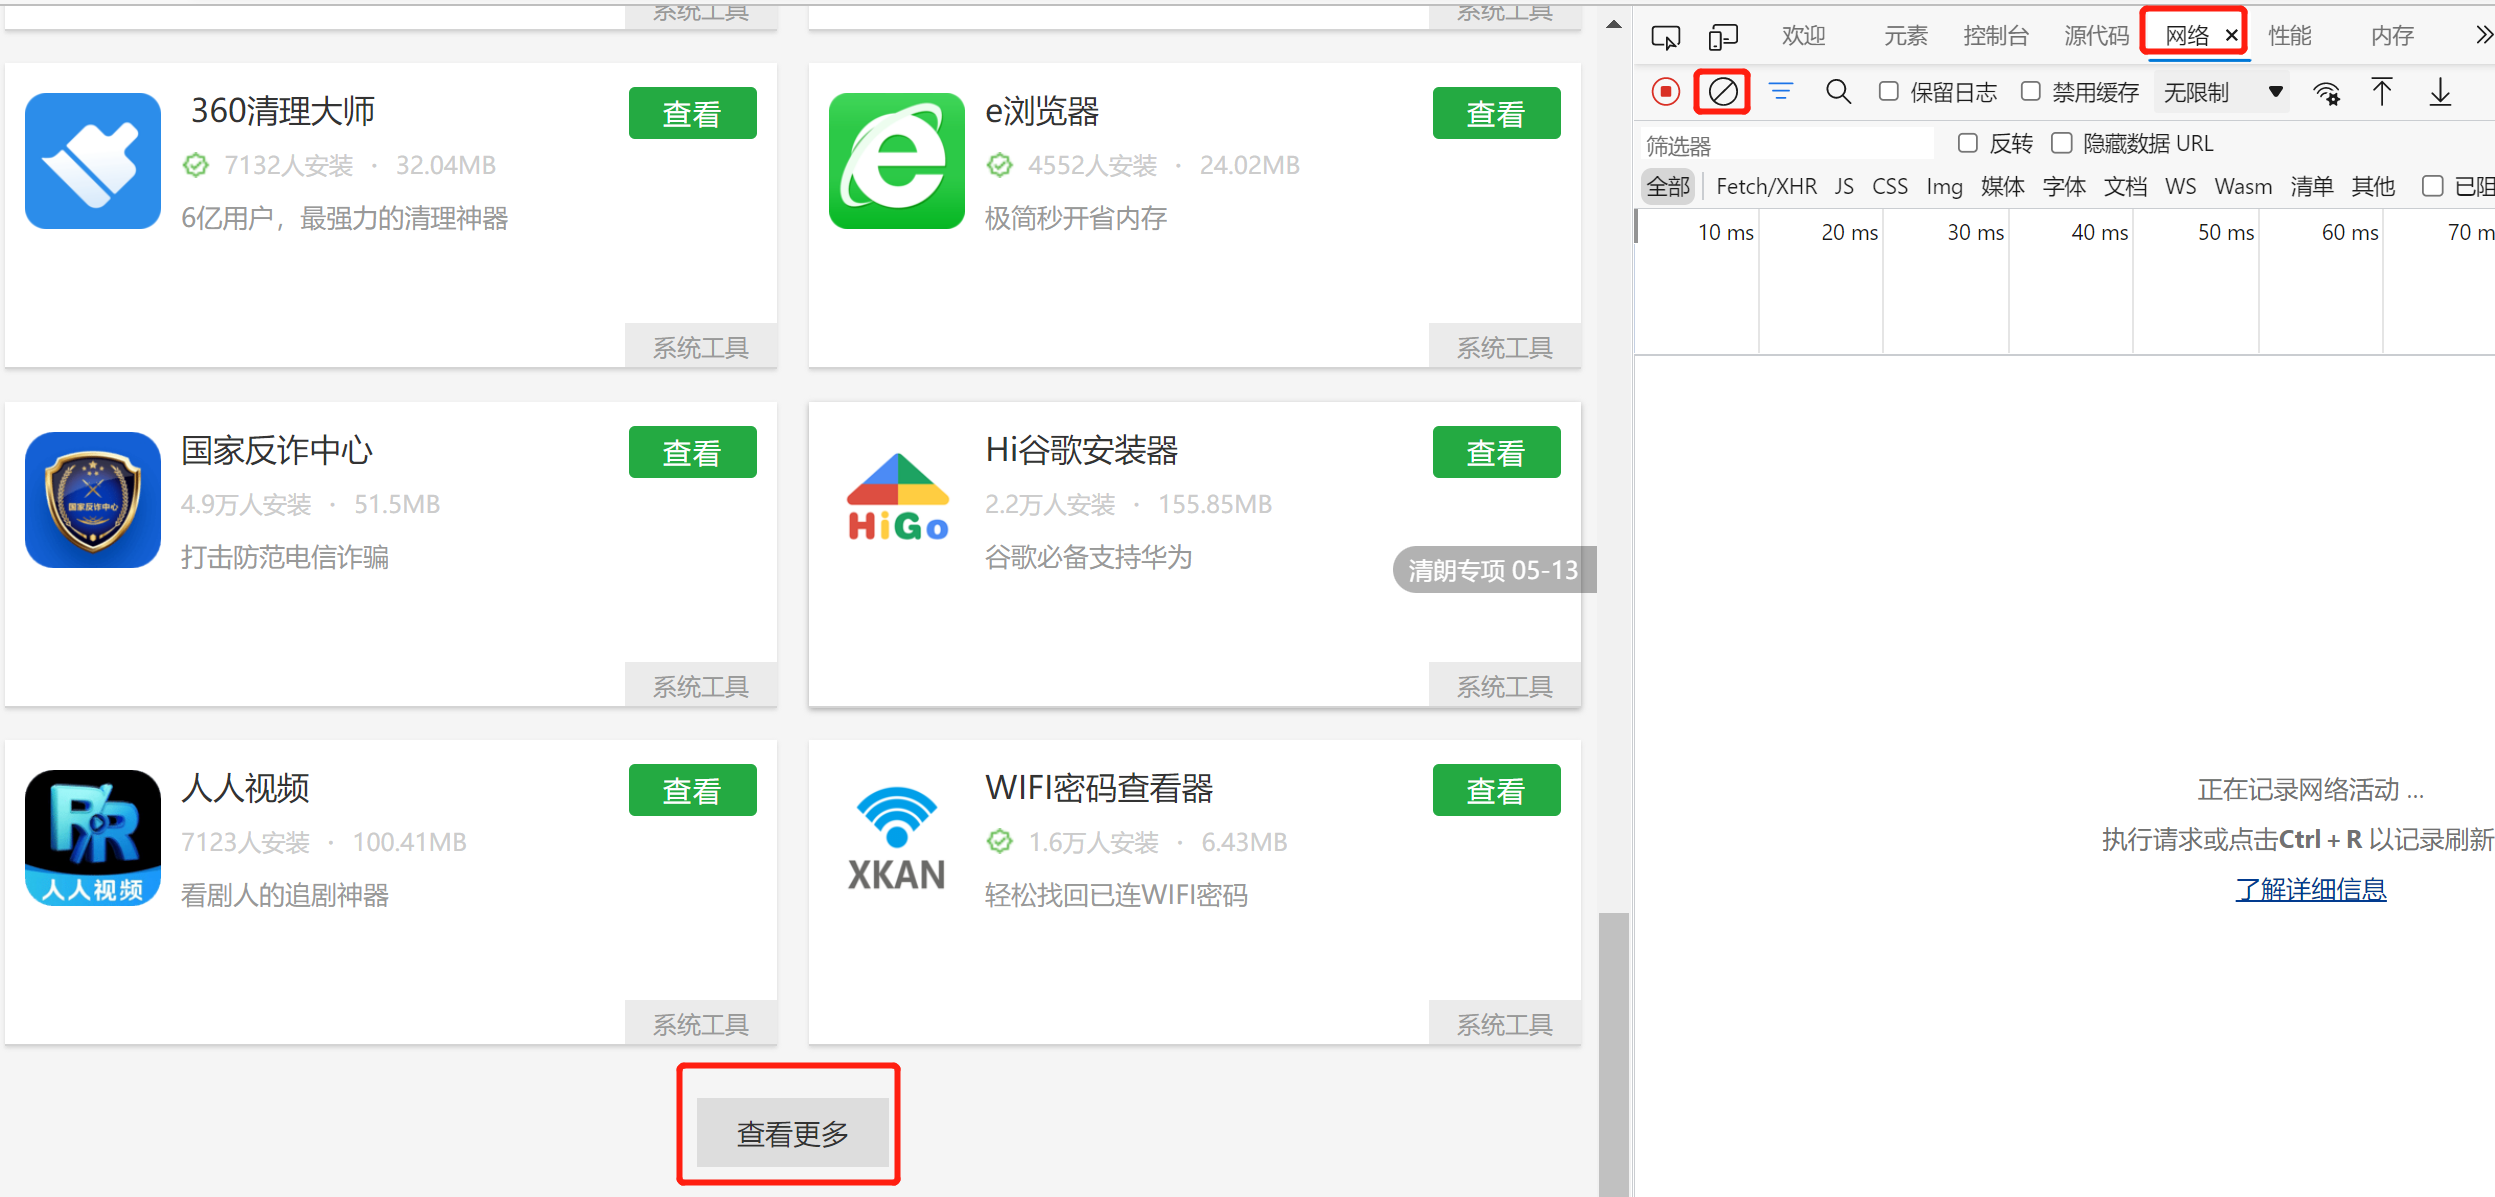 系统工具
系统工具
360清理大师
查看
7132人安装 · 32.04MB
6亿用户，最强力的清理神器
系统工具
e浏览器
查看
4552人安装 · 24.02MB
极简秒开省内存
系统工具
国家反诈中心
国家反诈中心
查看
4.9万人安装 · 51.5MB
打击防范电信诈骗
系统工具
HiGo
Hi谷歌安装器
查看
2.2万人安装 · 155.85MB
谷歌必备支持华为
清朗专项 05-13
系统工具
人人视频
RR
人人视频
查看
7123人安装 · 100.41MB
看剧人的追剧神器
系统工具
XKAN
WIFI密码查看器
查看
1.6万人安装 · 6.43MB
轻松找回已连WIFI密码
系统工具
查看更多
欢迎 元素 控制台 源代码 网络 × 性能 内存
保留日志 禁用缓存 无限制
筛选器 反转 隐藏数据 URL
全部 Fetch/XHR JS CSS Img 媒体 字体 文档 WS Wasm 清单 其他 已阻
10 ms 20 ms 30 ms 40 ms 50 ms 60 ms 70 m
正在记录网络活动 ...
执行请求或点击Ctrl + R 以记录刷新
了解详细信息